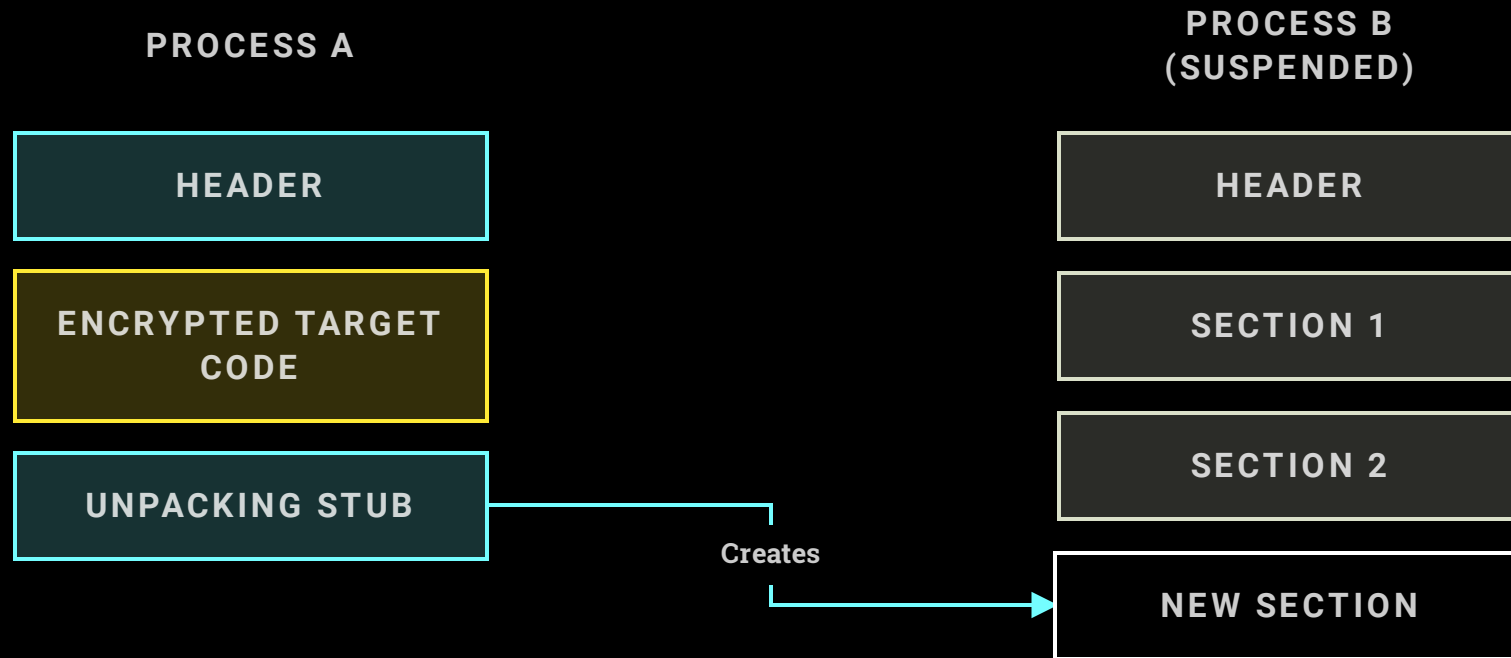 PROCESS A
HEADER
ENCRYPTED TARGET
CODE
UNPACKING STUB
Creates
PROCESS B
(SUSPENDED)
HEADER
SECTION 1
SECTION 2
NEW SECTION